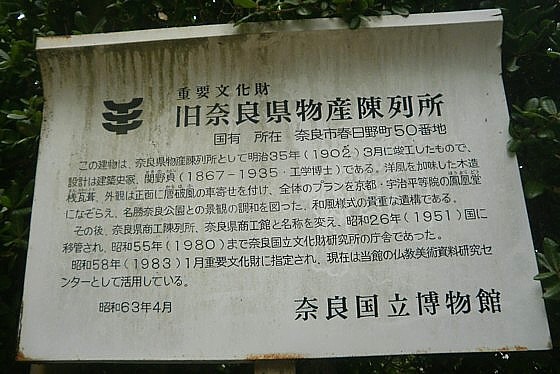 重要文化財
旧奈良県物産陳列所
国有 所在 奈良市春日野町50番地
この建物は、奈良県物産陳列所として明治35年(1902)3月に竣工したもので、
設計は建築史家、関野貞(1867-1935・工学博士)である。洋風を加味した木造
桟瓦葺、外観は正面に唐破風の車寄せを付け、全体のプランを京都・宇治平等院の鳳凰堂
になぞらえ、名勝奈良公園との景観の調和を図った、和風様式の貴重な遺構である。
その後、奈良県商工陳列所、奈良県商工館と名称を変え、昭和26年(1951)国に
移管され、昭和55年(1980)まで奈良国立文化財研究所の庁舎であった。
昭和58年(1983)1月重要文化財に指定され、現在は当館の仏教美術資料研究セ
ンターとして活用している。
昭和63年4月
奈良国立博物館